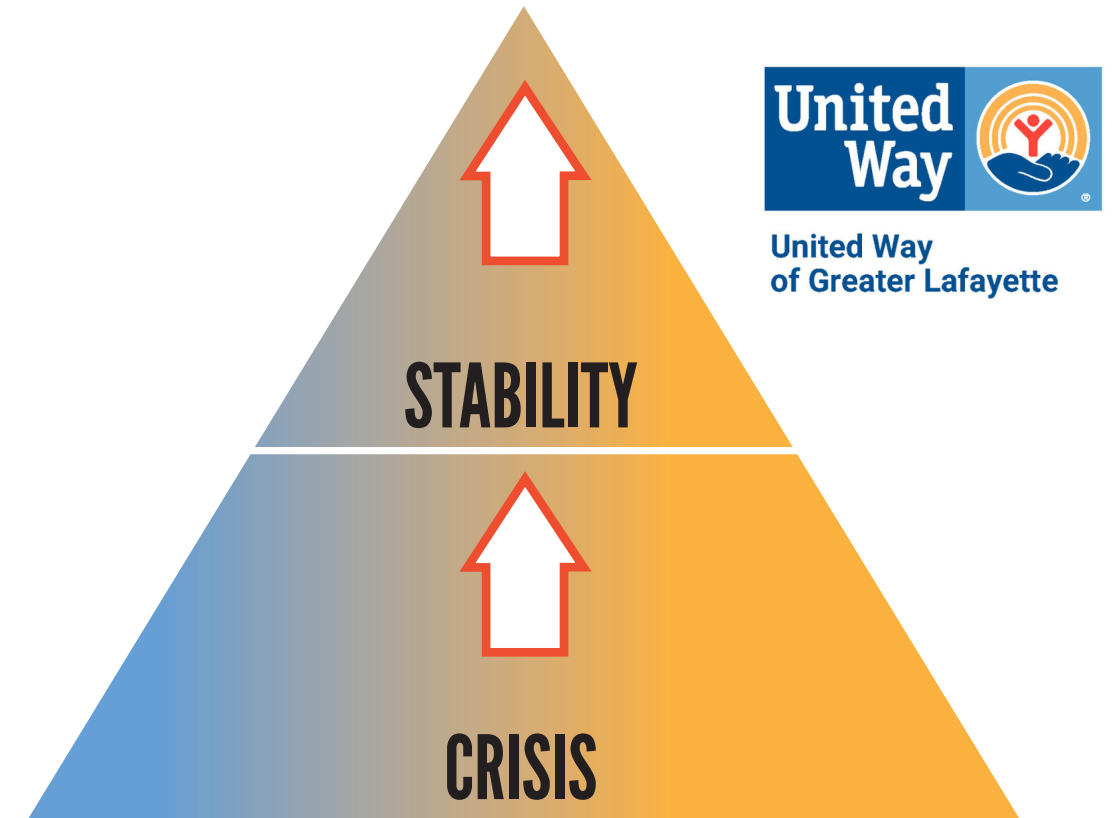 United
Way
®
United Way
of Greater Lafayette
STABILITY
CRISIS